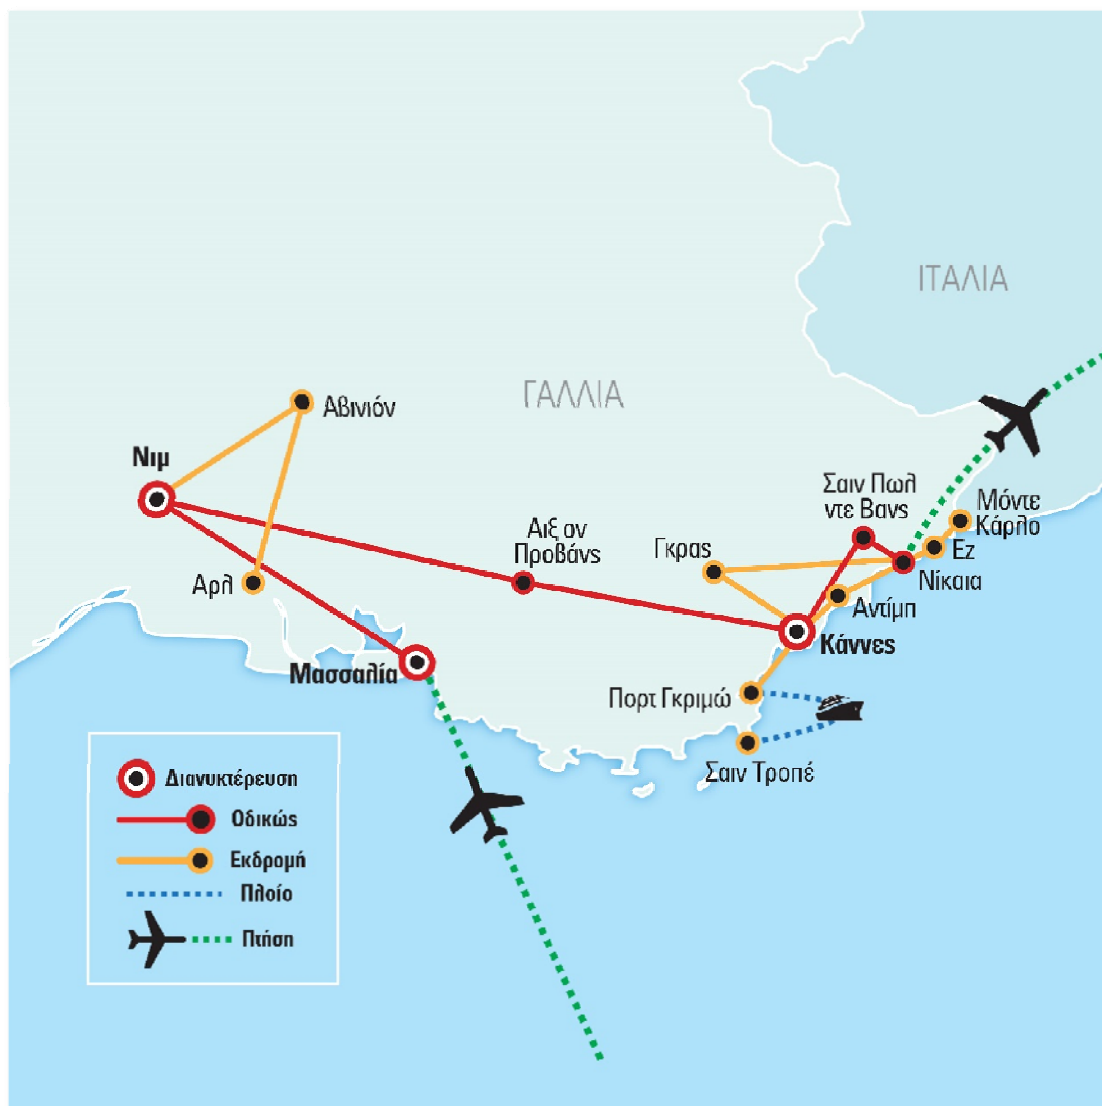 ΙΤΑΛΙΑ
ΓΑΛΛΙΑ
Αβινιόν
Νιμ
Σαιν Πωλ
ντε Βανς
Μόντε
Κάρλο
Αιξ ον
Προβάνς
Γκρας
Εζ
Νίκαια
Αρλ
Αντίμπ
Κάννες
Μασσαλία
Πορτ Γκριμώ
Σαιν Τροπέ
Διανυκτέρευση
Οδικώς
Εκδρομή
Πλοίο
Πτήση